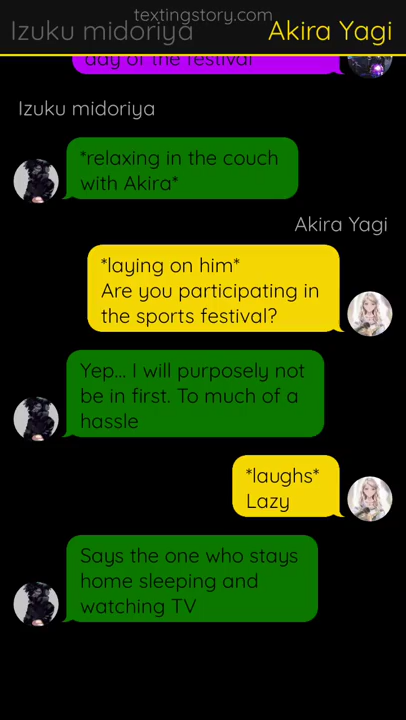 textingstory.com
Izuku midoriya Akira Yagi
day of the festival
Izuku midoriya
*relaxing in the couch
with Akira*
Akira Yagi
*laying on him*
Are you participating in
the sports festival?
Yep... I will purposely not
be in first. To much of a
hassle
*laughs*
Lazy
Says the one who stays
home sleeping and
watching TV